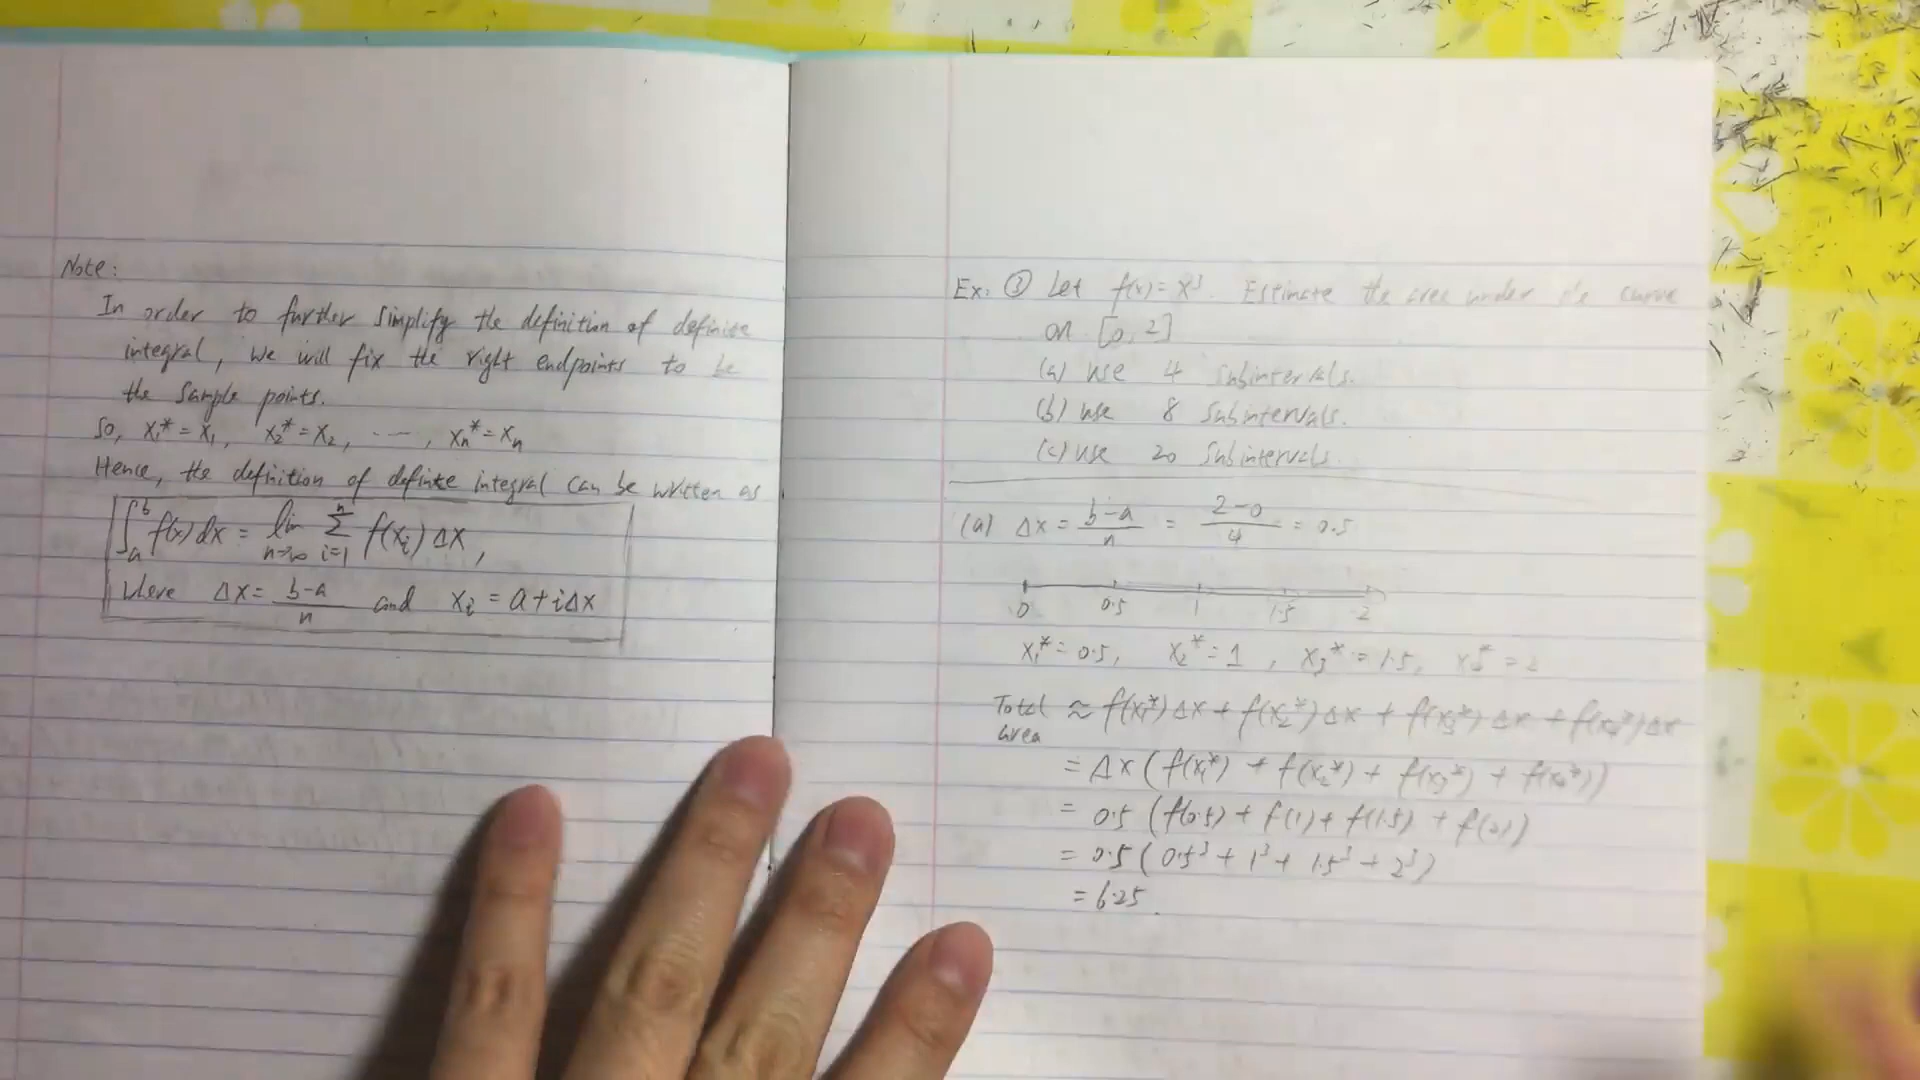 Note:
In order to further simplify the definition of definite
integral, we will fix the right endpoints to be
the sample points.
So, x₁* = x₁, x₂* = x₂, ----, xₙ* = xₙ
Hence, the definition of definite integral can be written as
∫ₐᵇ f(x)dx = lim n→∞ Σ i=1 n f(xᵢ) Δx,
where Δx = (b-a)/n and xᵢ = a+iΔx
Ex: ③ Let f(x) = x³. Estimate the area under the curve
on [0, 2]
(a) use 4 subintervals.
(b) use 8 subintervals.
(c) use 20 subintervals.
(a) Δx = (b-a)/n = (2-0)/4 = 0.5
0 0.5 1 1.5 2
x₁* = 0.5, x₂* = 1, x₃* = 1.5, x₄* = 2
Total area ≈ f(x₁*)Δx + f(x₂*)Δx + f(x₃*)Δx + f(x₄*)Δx
= Δx (f(x₁*) + f(x₂*) + f(x₃*) + f(x₄*))
= 0.5 (f(0.5) + f(1) + f(1.5) + f(2))
= 0.5 (0.5³ + 1³ + 1.5³ + 2³)
= 6.25.